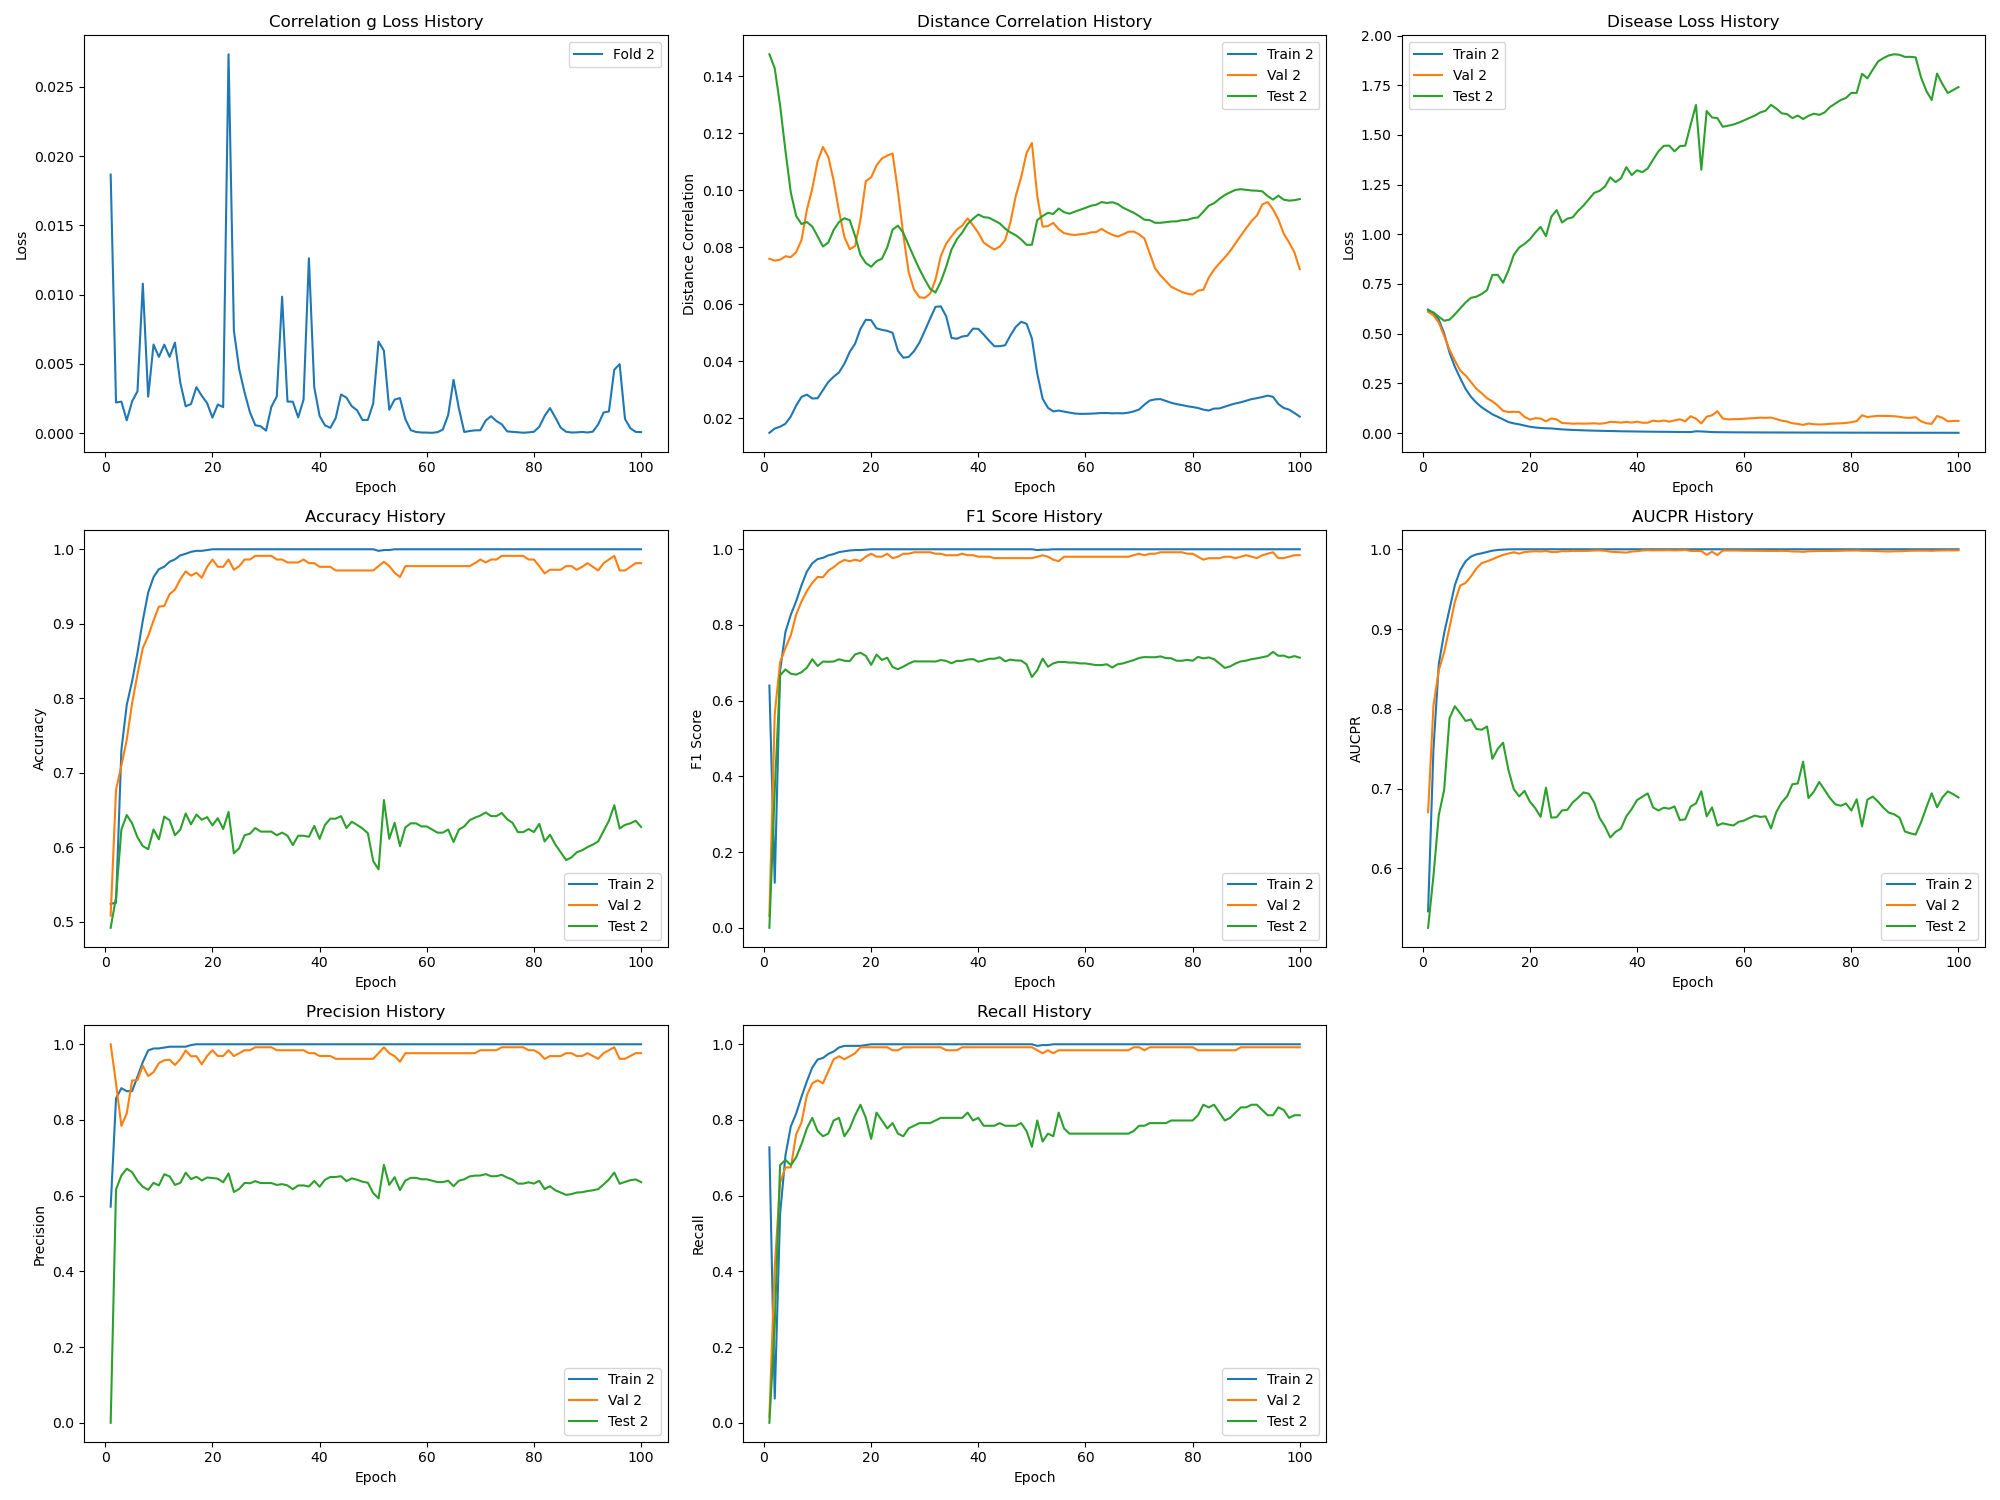 Correlation g Loss History
Fold 2
0.025
0.020
0.015
0.010
0.005
0.000
Loss
0 20 40 60 80 100
Epoch
Distance Correlation History
Train 2
Val 2
Test 2
0.14
0.12
0.10
0.08
0.06
0.04
0.02
Distance Correlation
0 20 40 60 80 100
Epoch
Disease Loss History
Train 2
Val 2
Test 2
2.00
1.75
1.50
1.25
1.00
0.75
0.50
0.25
0.00
Loss
0 20 40 60 80 100
Epoch
Accuracy History
1.0
0.9
0.8
0.7
0.6
0.5
Accuracy
Train 2
Val 2
Test 2
0 20 40 60 80 100
Epoch
F1 Score History
1.0
0.8
0.6
0.4
0.2
0.0
F1 Score
Train 2
Val 2
Test 2
0 20 40 60 80 100
Epoch
AUCPR History
1.0
0.9
0.8
0.7
0.6
AUCPR
Train 2
Val 2
Test 2
0 20 40 60 80 100
Epoch
Precision History
1.0
0.8
0.6
0.4
0.2
0.0
Precision
Train 2
Val 2
Test 2
0 20 40 60 80 100
Epoch
Recall History
1.0
0.8
0.6
0.4
0.2
0.0
Recall
Train 2
Val 2
Test 2
0 20 40 60 80 100
Epoch